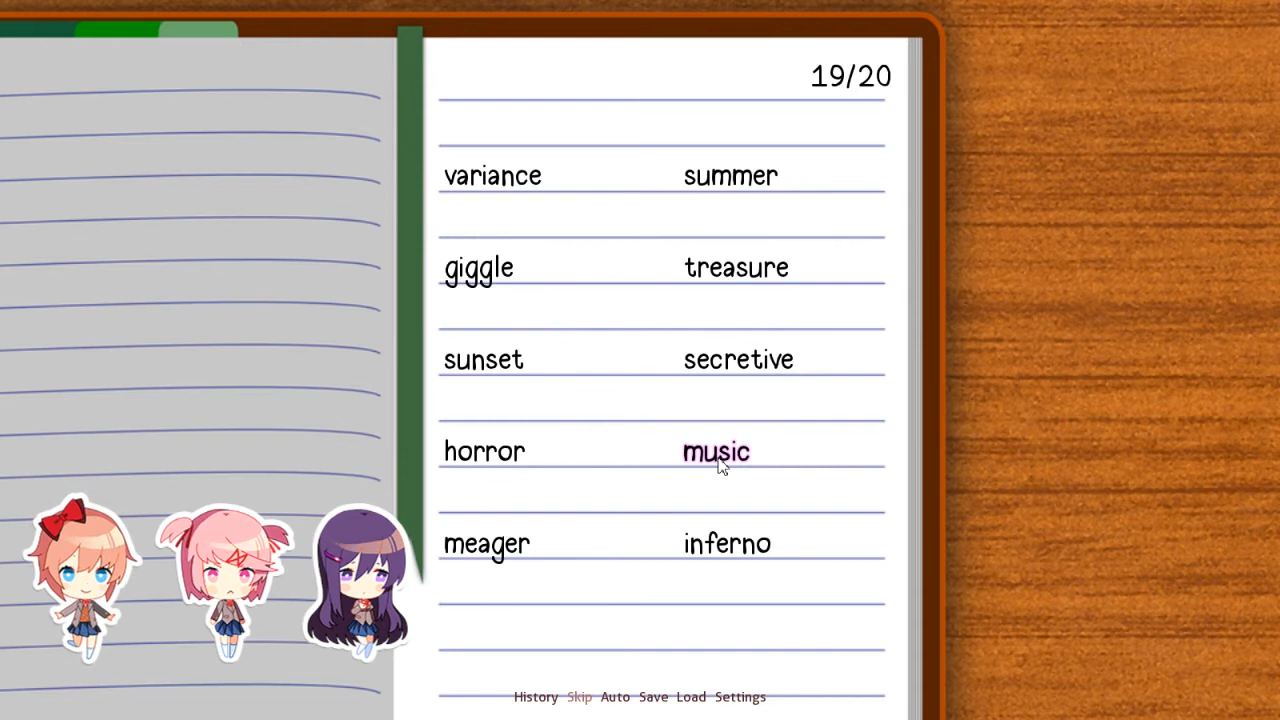 19/20
variance summer
giggle treasure
sunset secretive
horror music
meager inferno
History Skip Auto Save Load Settings